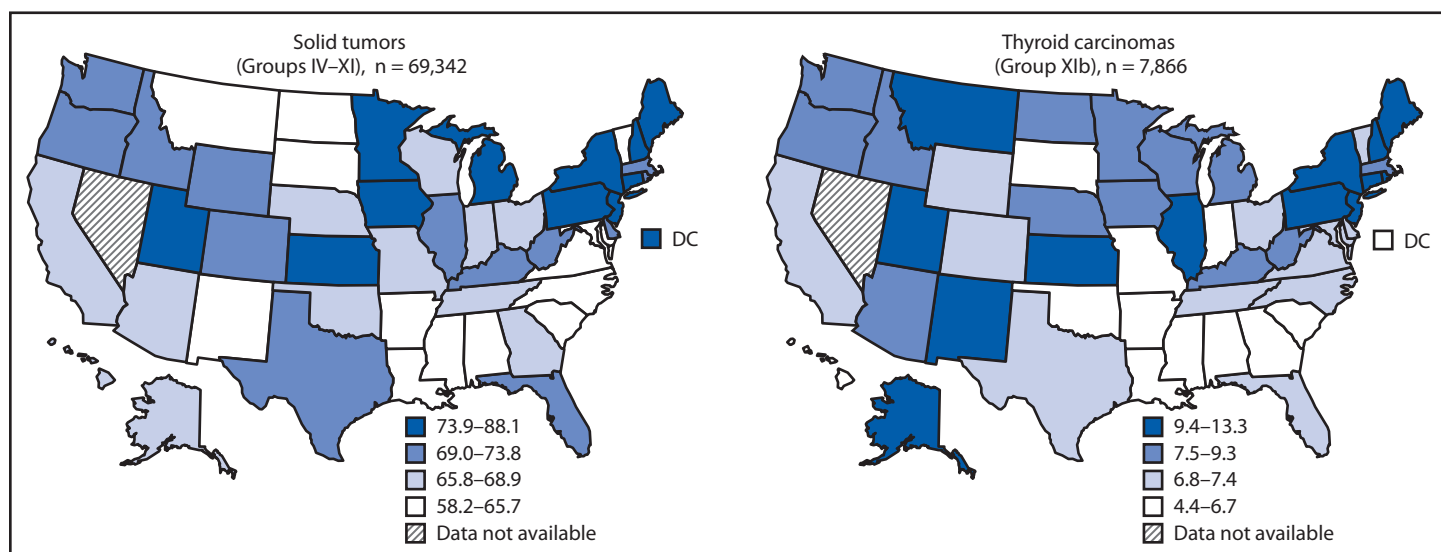 Solid tumors
(Groups IV–XI),  n = 69,342
DC
73.9–88.1
69.0–73.8
65.8–68.9
58.2–65.7
Data not available
Thyroid carcinomas
(Group XIb), n = 7,866
DC
9.4–13.3
7.5–9.3
6.8–7.4
4.4–6.7
Data not available